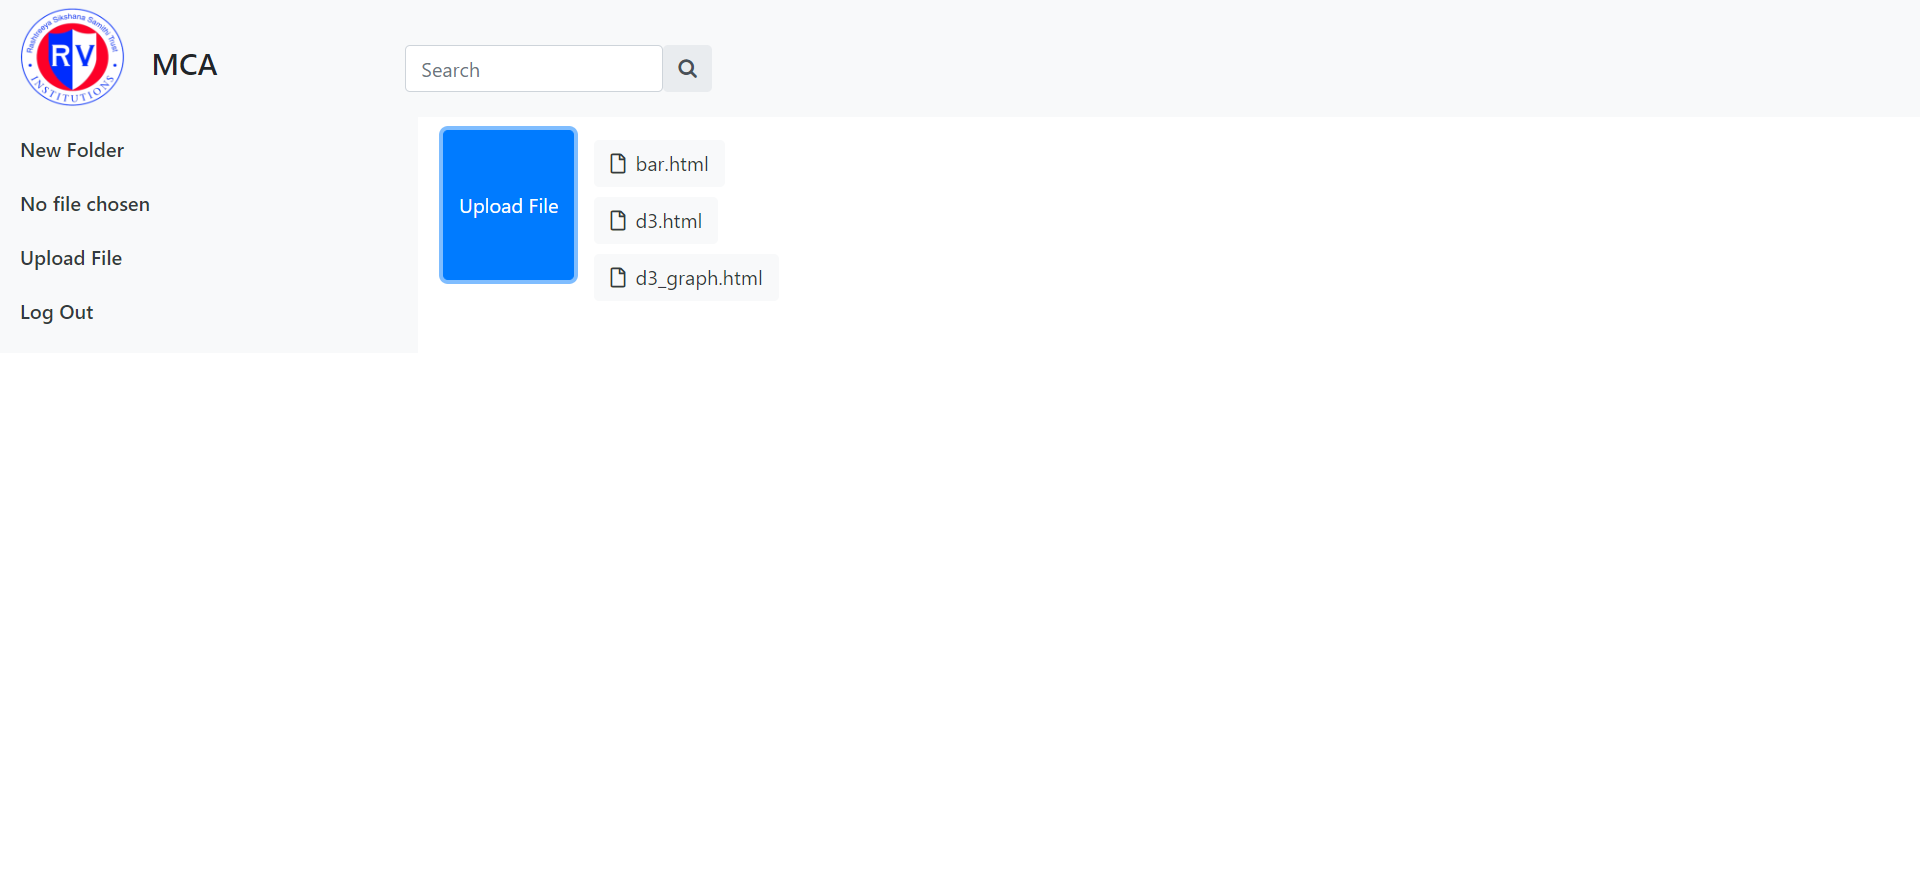 Rashtreeya Sikshana Samithi Trust
RV
INSTITUTIONS
MCA
Search
New Folder
No file chosen
Upload File
Log Out
Upload File
bar.html
d3.html
d3_graph.html